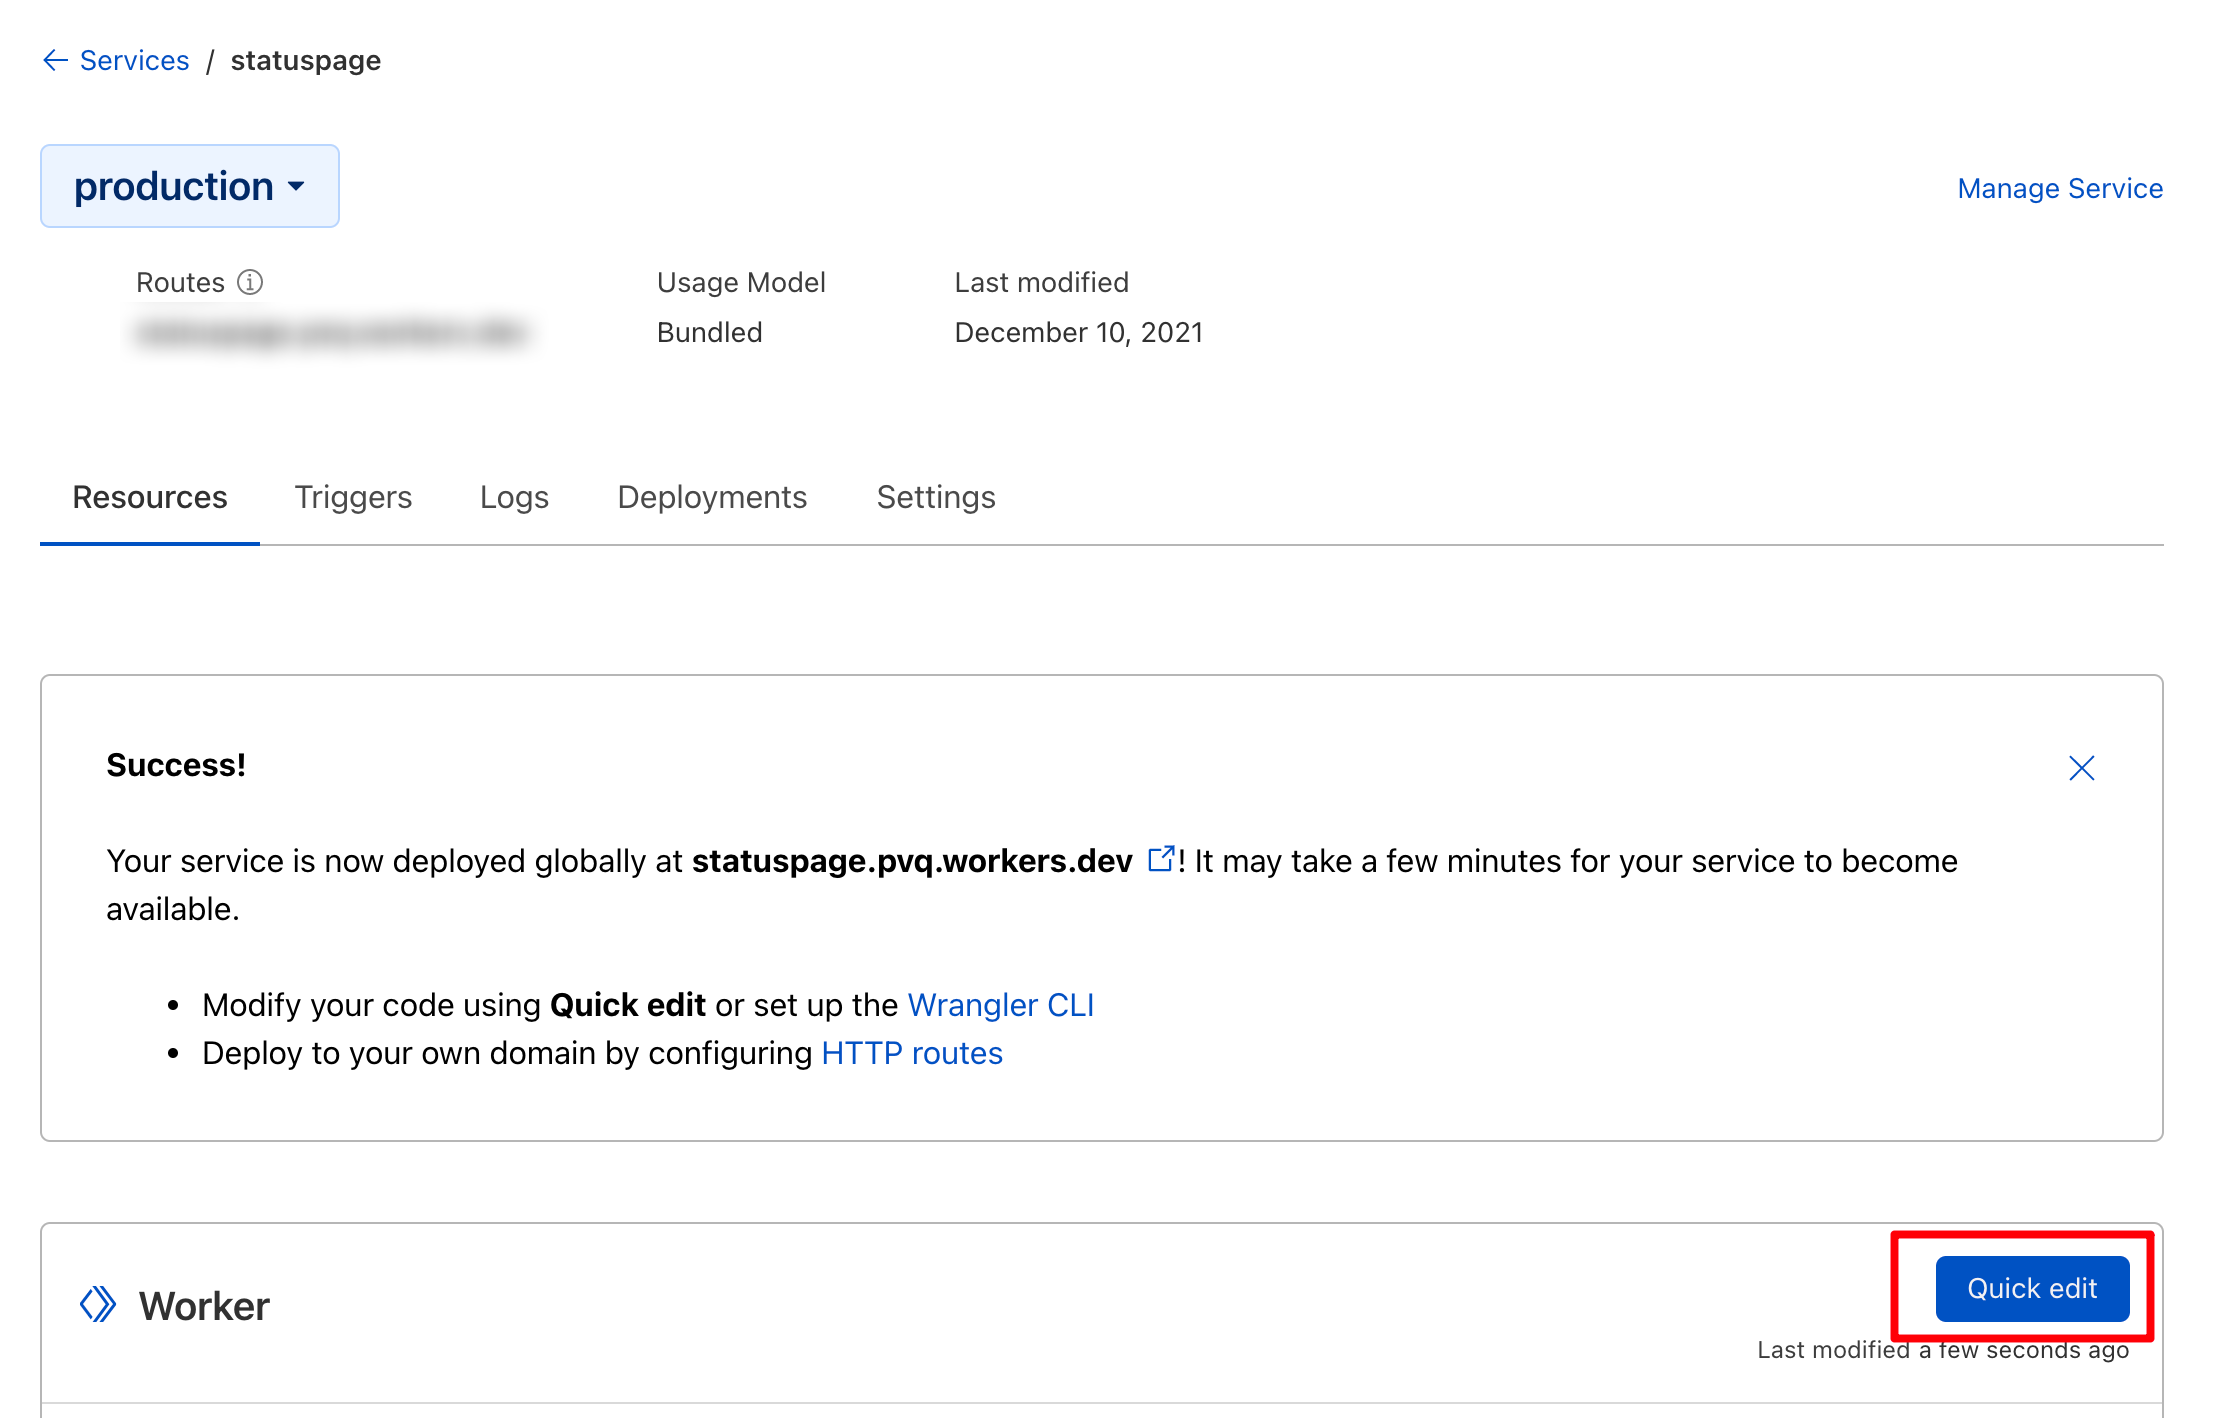 ← Services / statuspage
production
Manage Service
Routes
Usage Model
Last modified
Bundled
December 10, 2021
Resources Triggers Logs Deployments Settings
Success!
Your service is now deployed globally at statuspage.pvq.workers.dev ! It may take a few minutes for your service to become
available.
• Modify your code using Quick edit or set up the Wrangler CLI
• Deploy to your own domain by configuring HTTP routes
Worker
Quick edit
Last modified a few seconds ago